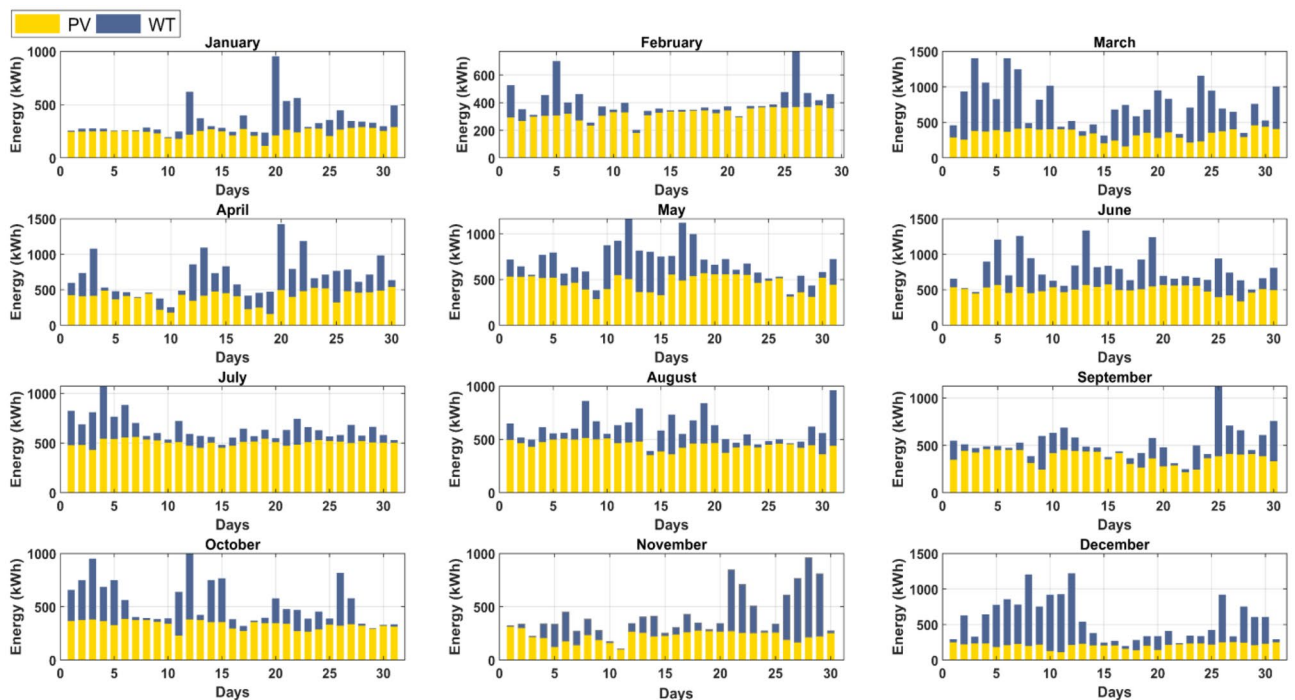 PV WT
January
Energy (kWh)
1000
500
0
0 5 10 15 20 25 30
Days
February
Energy (kWh)
600
400
200
0
0 5 10 15 20 25 30
Days
March
Energy (kWh)
1500
1000
500
0
0 5 10 15 20 25 30
Days
April
Energy (kWh)
1500
1000
500
0
0 5 10 15 20 25 30
Days
May
Energy (kWh)
1000
500
0
0 5 10 15 20 25 30
Days
June
Energy (kWh)
1500
1000
500
0
0 5 10 15 20 25 30
Days
July
Energy (kWh)
1000
500
0
0 5 10 15 20 25 30
Days
August
Energy (kWh)
1000
500
0
0 5 10 15 20 25 30
Days
September
Energy (kWh)
1000
500
0
0 5 10 15 20 25 30
Days
October
Energy (kWh)
1000
500
0
0 5 10 15 20 25 30
Days
November
Energy (kWh)
1000
500
0
0 5 10 15 20 25 30
Days
December
Energy (kWh)
1500
1000
500
0
0 5 10 15 20 25 30
Days